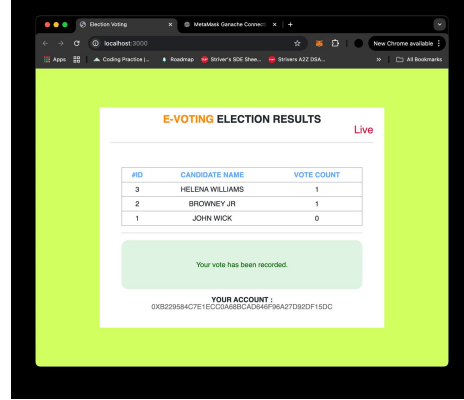 Election Voting
MetaMask Ganache Connecti
localhost:3000
New Chrome available
Apps
Coding Practice (...
Roadmap
Striver's SDE Shee...
Strivers A2Z DSA...
All Bookmarks
E-VOTING ELECTION RESULTS
Live
#ID CANDIDATE NAME VOTE COUNT
3 HELENA WILLIAMS 1
2 BROWNEY JR 1
1 JOHN WICK 0
Your vote has been recorded.
YOUR ACCOUNT :
0XB229584C7E1ECC0A68BCAD646F96A27D92DF15DC